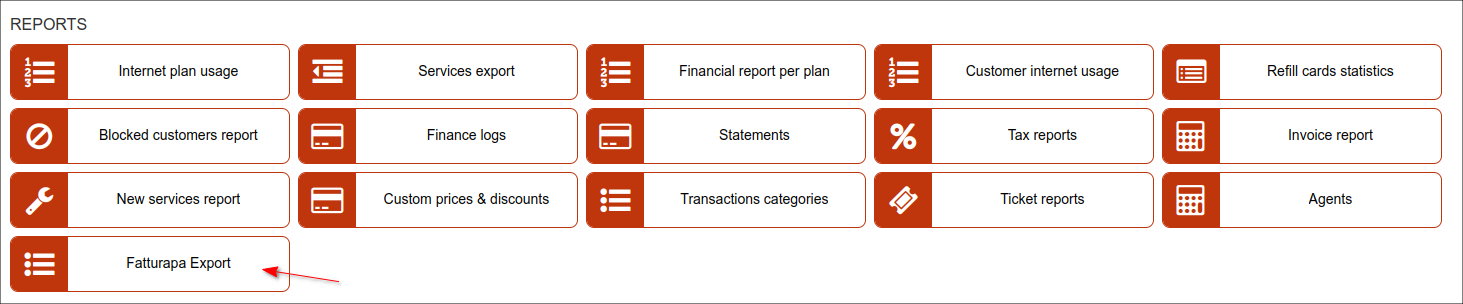 REPORTS
Internet plan usage
Services export
Financial report per plan
Customer internet usage
Refill cards statistics
Blocked customers report
Finance logs
Statements
Tax reports
Invoice report
New services report
Custom prices & discounts
Transactions categories
Ticket reports
Agents
Fatturapa Export